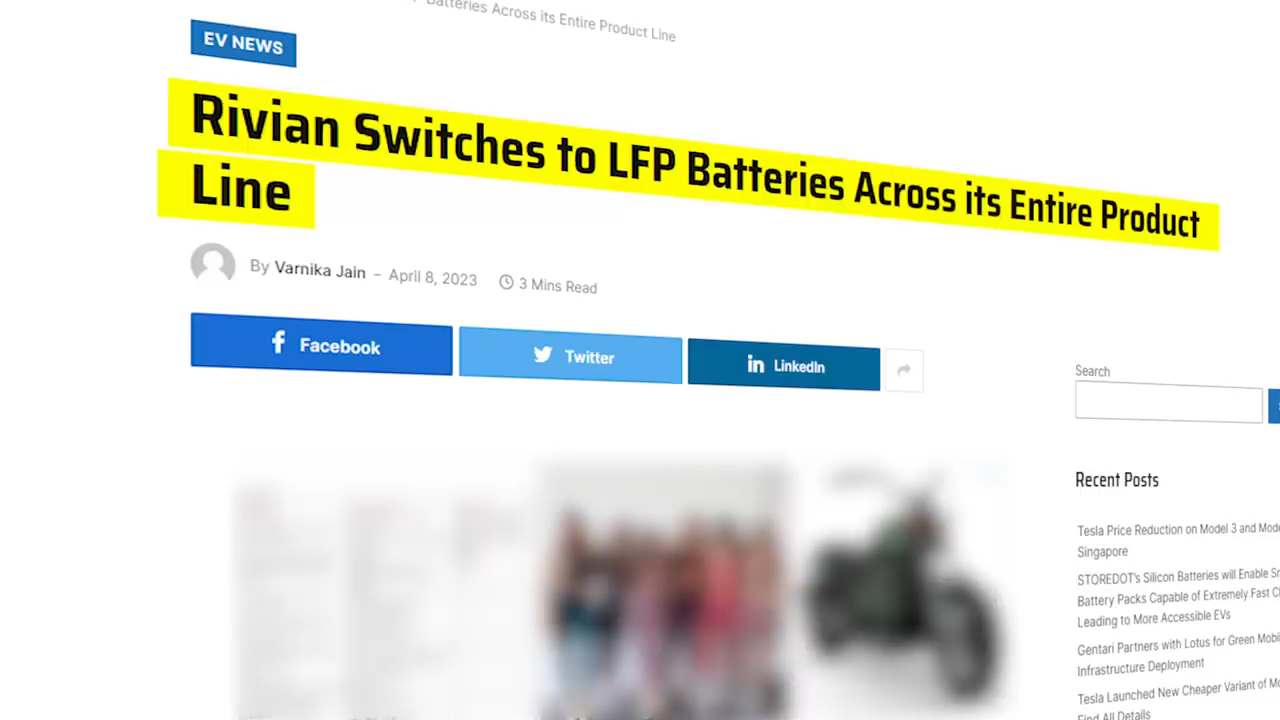 Batteries Across its Entire Product Line
EV NEWS
Rivian Switches to LFP Batteries Across its Entire Product
Line
By Varnika Jain – April 8, 2023 3 Mins Read
Facebook
Twitter
LinkedIn
Search
Recent Posts
Tesla Price Reduction on Model 3 and
Singapore
STOREDOT's Silicon Batteries will Enable
Battery Packs Capable of Extremely Fast
Leading to More Accessible EVs
Gentari Partners with Lotus for Green
Infrastructure Deployment
Tesla Launched New Cheaper Variant of
Find All Details